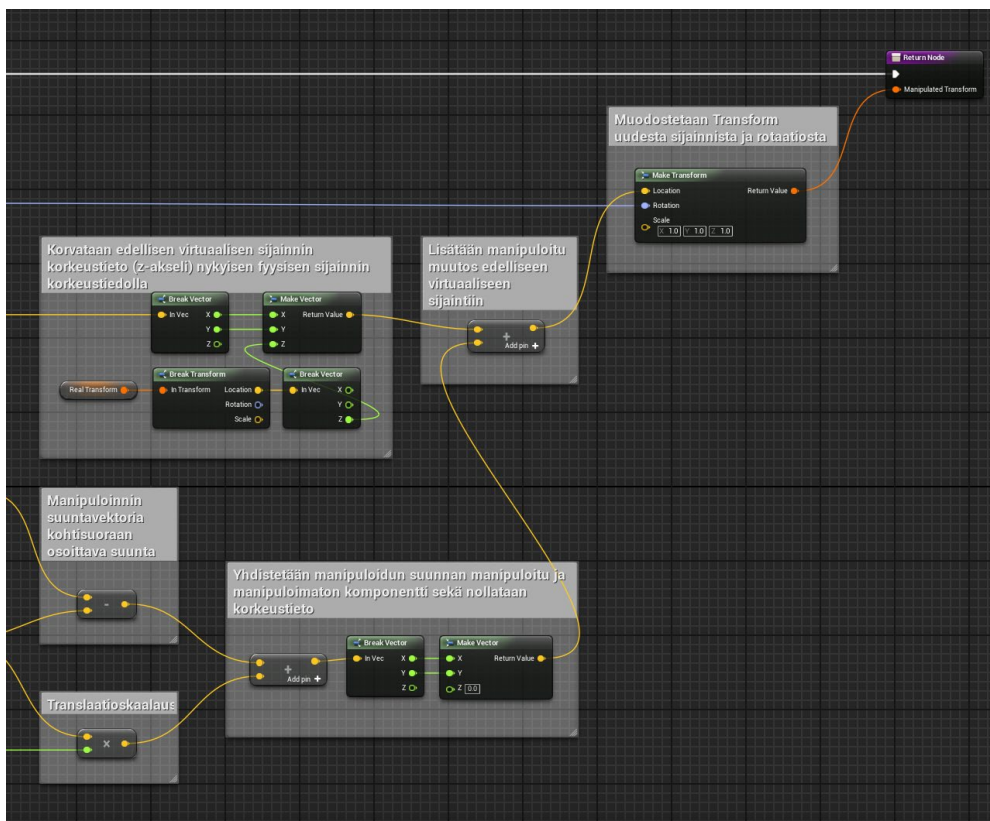 Return Node
Manipulated Transform
Muodostetaan Transform
uudesta sijainnista ja rotaatiosta
Make Transform
Location Return Value
Rotation
Scale
X 1.0 Y 1.0 Z 1.0
Korvataan edellisen virtuaalisen sijainnin
korkeustieto (z-akseli) nykyisen fyysisen sijainnin
korkeustiedolla
Break Vector
In Vec X
Y
Z
Make Vector
X Return Value
Y
Z
Real Transform
Break Transform
In Transform Location
Rotation
Scale
Break Vector
In Vec X
Y
Z
Lisätään manipuloitu
muutos edelliseen
virtuaaliseen
sijaintiin
+
Add pin +
Manipuloinnin
suuntavektoria
kohtisuoraan
osoittava suunta
-
Yhdistetään manipuloidun suunnan manipuloitu ja
manipuloimaton komponentti sekä nollataan
korkeustieto
+
Add pin +
Break Vector
In Vec X
Y
Z
Make Vector
X Return Value
Y
Z 0.0
Translaatioskaalaus
x